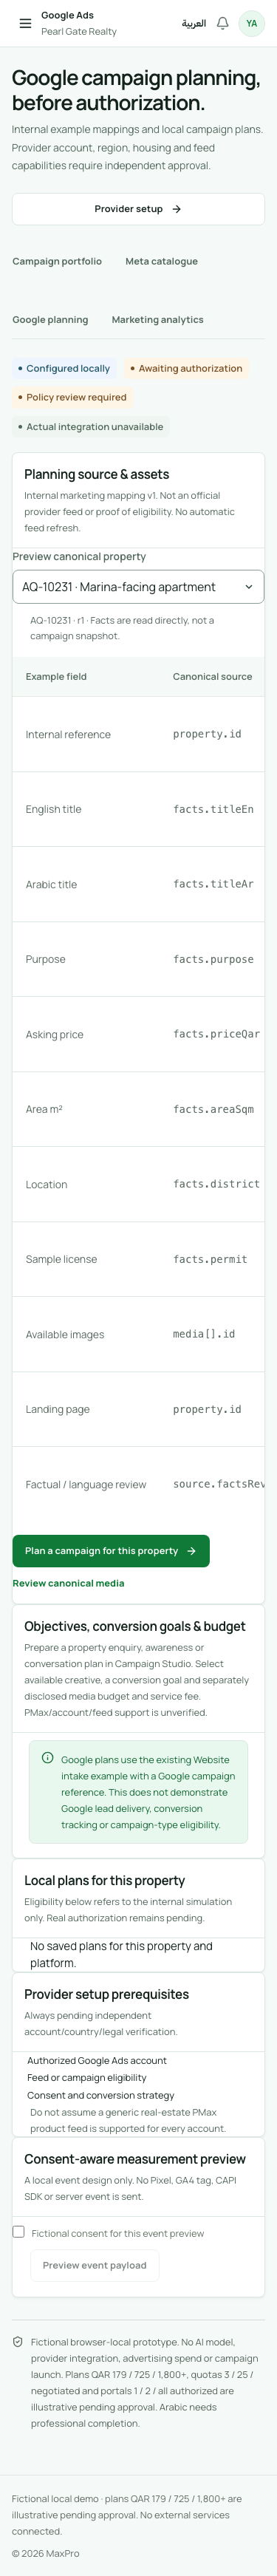 Google Ads
Pearl Gate Realty
العربية
YA
Google campaign planning,
before authorization.
Internal example mappings and local campaign plans.
Provider account, region, housing and feed
capabilities require independent approval.
Provider setup
Campaign portfolio
Meta catalogue
Google planning
Marketing analytics
Configured locally
Awaiting authorization
Policy review required
Actual integration unavailable
Planning source & assets
Internal marketing mapping v1. Not an official
provider feed or proof of eligibility. No automatic
feed refresh.
Preview canonical property
AQ-10231 · Marina-facing apartment
AQ-10231 · r1 · Facts are read directly, not a
campaign snapshot.
Example field
Canonical source
Internal reference
property.id
English title
facts.titleEn
Arabic title
facts.titleAr
Purpose
facts.purpose
Asking price
facts.priceQar
Area m²
facts.areaSqm
Location
facts.district
Sample license
facts.permit
Available images
media[].id
Landing page
property.id
Factual / language review
source.factsRev
Plan a campaign for this property
Review canonical media
Objectives, conversion goals & budget
Prepare a property enquiry, awareness or
conversation plan in Campaign Studio. Select
available creative, a conversion goal and separately
disclosed media budget and service fee.
PMax/account/feed support is unverified.
Google plans use the existing Website
intake example with a Google campaign
reference. This does not demonstrate
Google lead delivery, conversion
tracking or campaign-type eligibility.
Local plans for this property
Eligibility below refers to the internal simulation
only. Real authorization remains pending.
No saved plans for this property and
platform.
Provider setup prerequisites
Always pending independent
account/country/legal verification.
Authorized Google Ads account
Feed or campaign eligibility
Consent and conversion strategy
Do not assume a generic real-estate PMax
product feed is supported for every account.
Consent-aware measurement preview
A local event design only. No Pixel, GA4 tag, CAPI
SDK or server event is sent.
Fictional consent for this event preview
Preview event payload
Fictional browser-local prototype. No AI model,
provider integration, advertising spend or campaign
launch. Plans QAR 179 / 725 / 1,800+, quotas 3 / 25 /
negotiated and portals 1 / 2 / all authorized are
illustrative pending approval. Arabic needs
professional completion.
Fictional local demo · plans QAR 179 / 725 / 1,800+ are
illustrative pending approval. No external services
connected.
© 2026 MaxPro